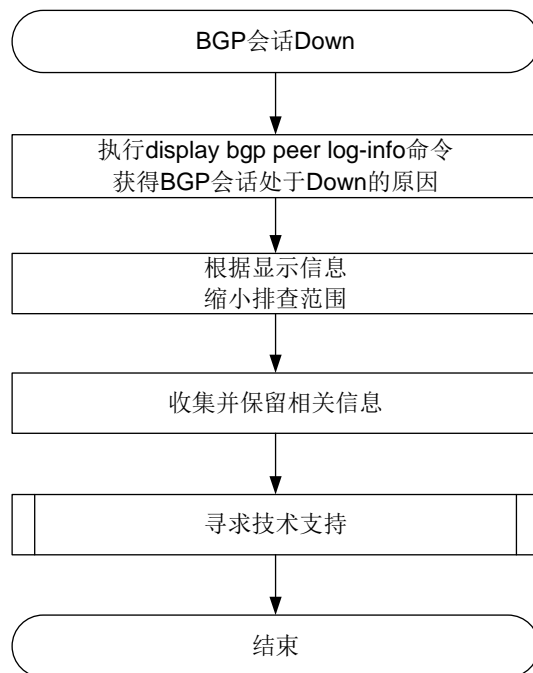 BGP会话Down
执行display bgp peer log-info命令
获得BGP会话处于Down的原因
根据显示信息
缩小排查范围
收集并保留相关信息
寻求技术支持
结束